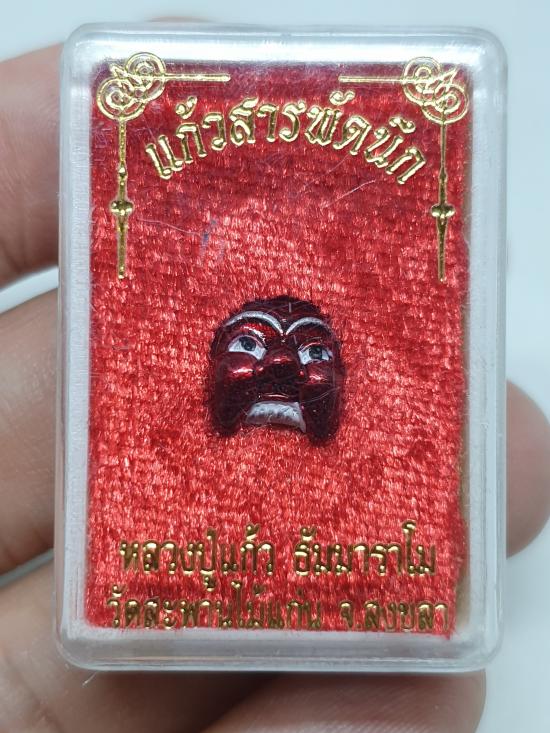 แก้วสารพัดนึก
หลวงปู่แก้ว ธัมมาราโม
วัดสะพานไม้แก่น จ.สงขลา